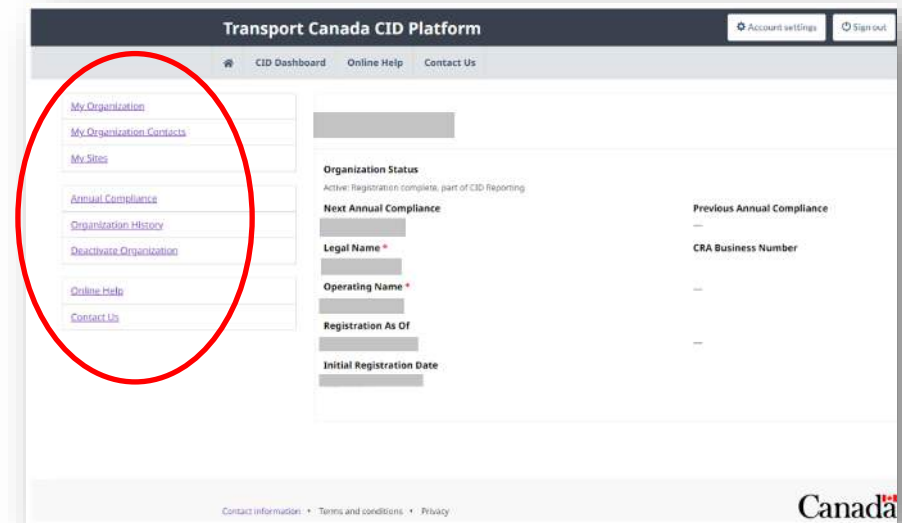 Transport Canada CID Platform
Account settings
Sign out
CID Dashboard Online Help Contact Us
My Organization
My Organization Contacts
My Sites
Annual Compliance
Organization History
Deactivate Organization
Online Help
Contact Us
Organization Status
Active: Registration complete, part of CID Reporting
Next Annual Compliance
Previous Annual Compliance
—
Legal Name *
CRA Business Number
Operating Name *
—
Registration As Of
—
Initial Registration Date
Contact information • Terms and conditions • Privacy
Canada